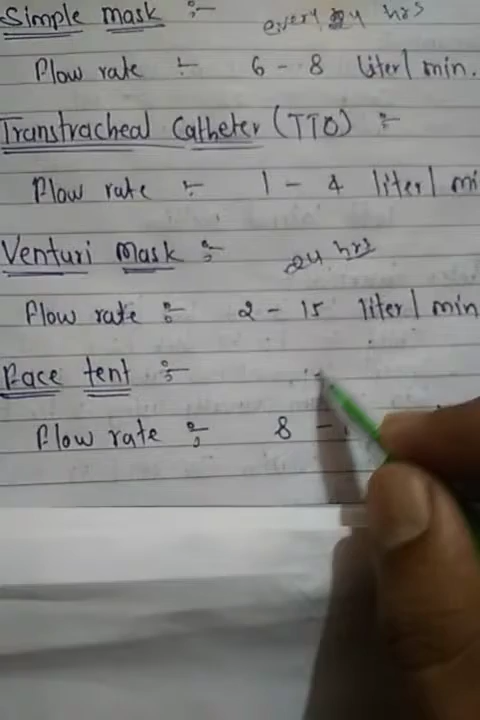 Simple mask :-
every 24 hrs
Flow rate :- 6 - 8 liter/min.
Transtracheal Catheter (TTO) :-
Flow rate :- 1 - 4 liter/mi
Venturi mask :-
24 hrs
Flow rate :- 2 - 15 liter/min
Face tent :-
Flow rate :- 8 -